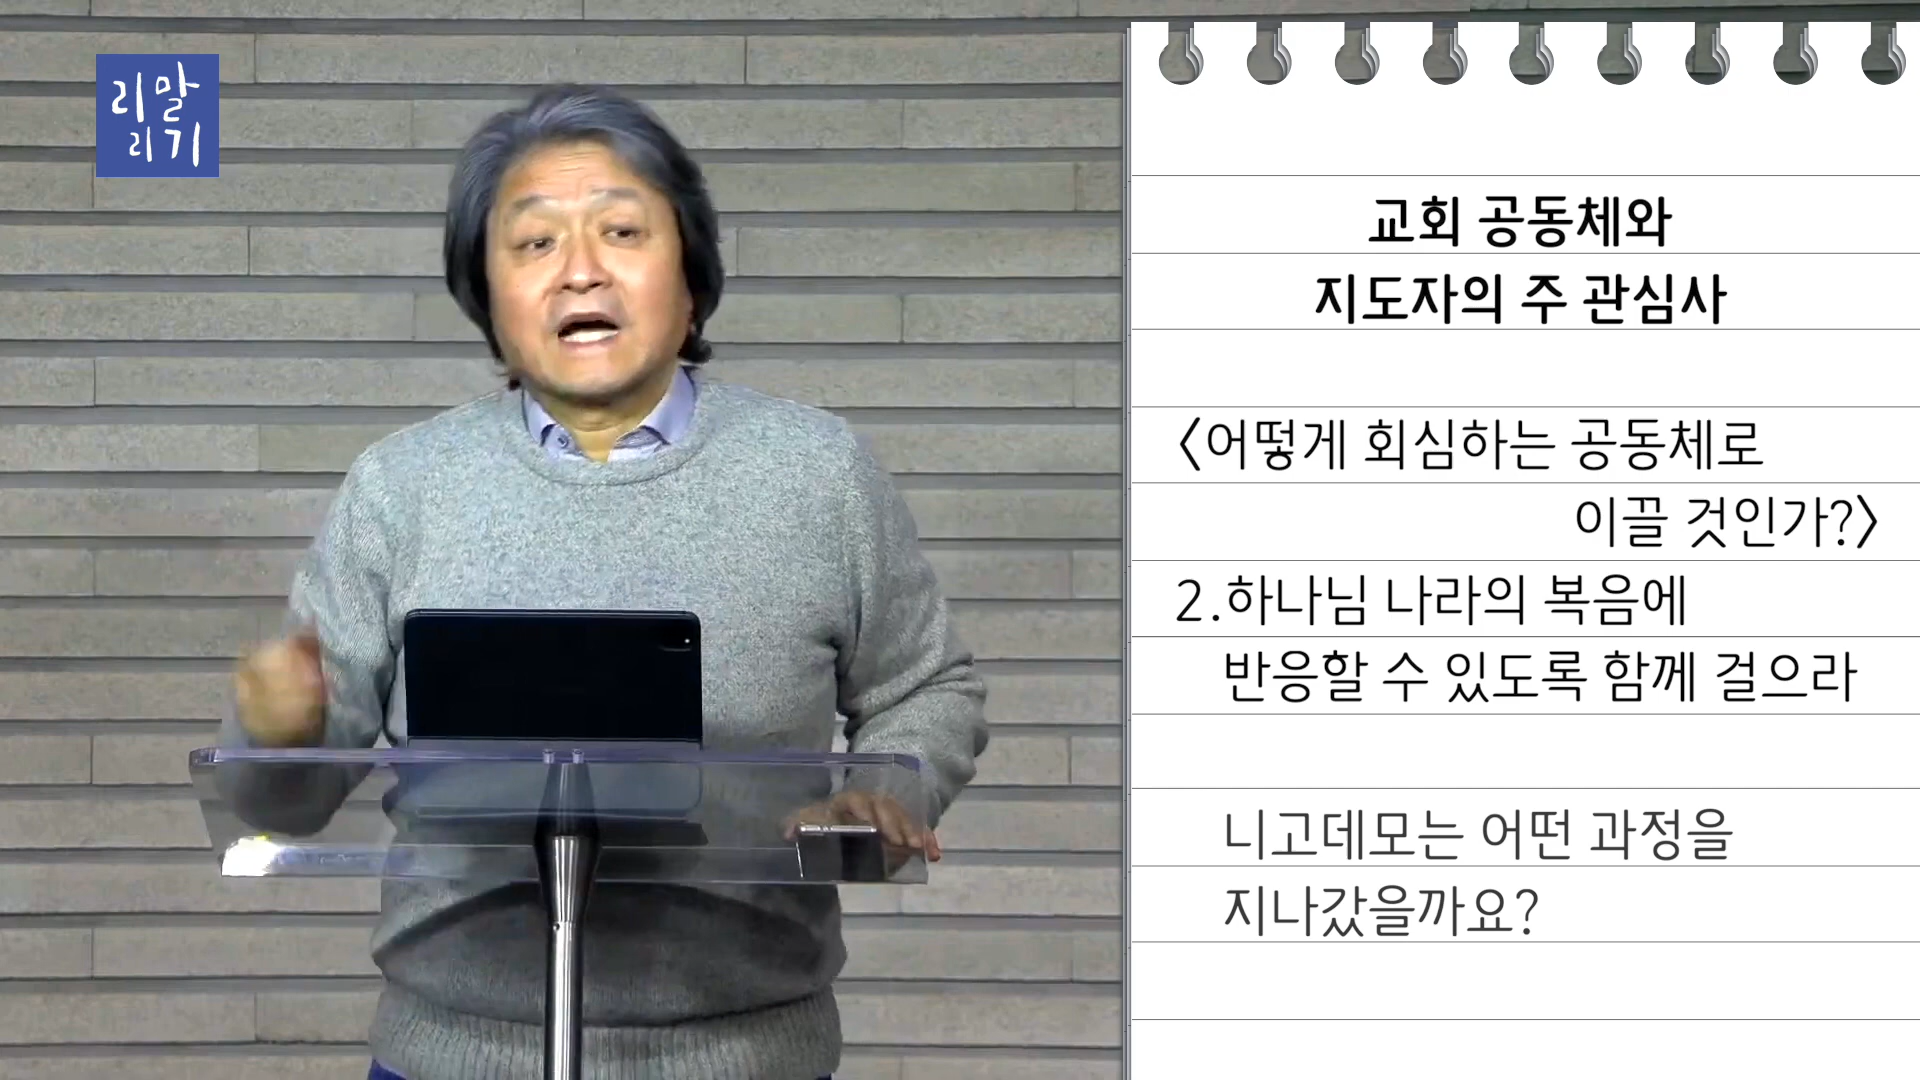 리말
리기
교회 공동체와
지도자의 주 관심사
〈어떻게 회심하는 공동체로
이끌 것인가?〉
2.하나님 나라의 복음에
반응할 수 있도록 함께 걸으라
니고데모는 어떤 과정을
지나갔을까요?